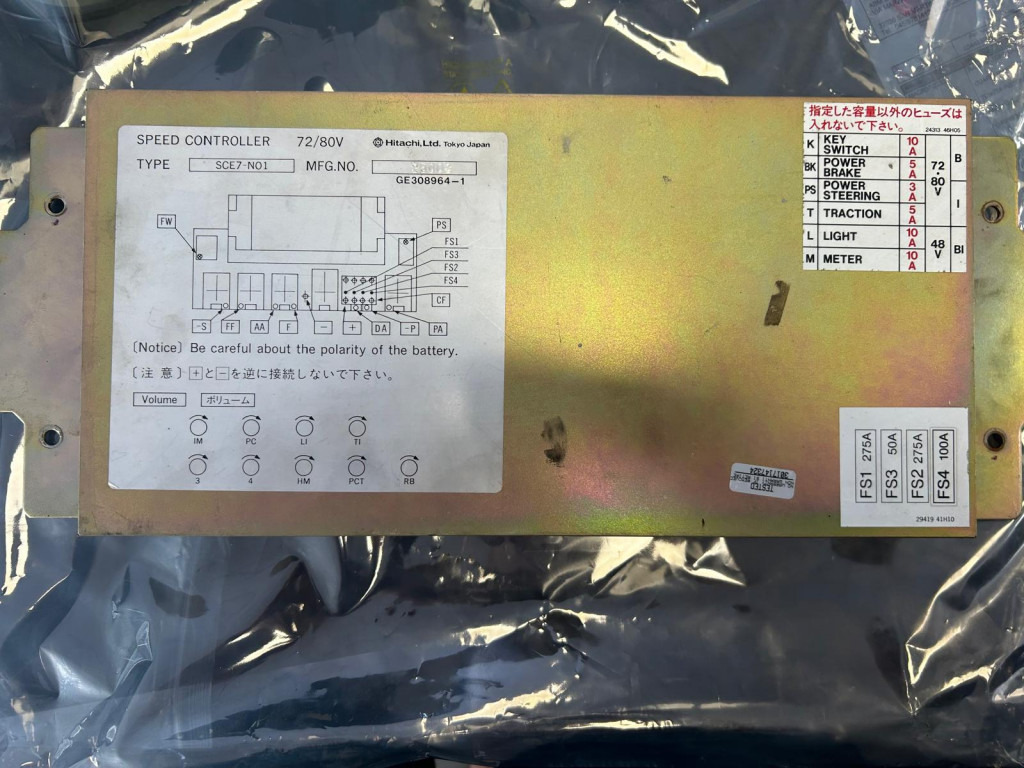 SPEED CONTROLLER 72/80V Hitachi, Ltd. Tokyo Japan
TYPE SCE7-N01 MFG.NO.
GE308964-1
FW
PS
FS1
FS3
FS2
FS4
CF
-S FF AA F − + DA -P PA
〔Notice〕 Be careful about the polarity of the battery.
〔注 意〕+と−を逆に接続しないで下さい。
Volume ボリューム
IM PC LI TI
3 4 HM PCT RB
指定した容量以外のヒューズは
入れないで下さい。 24313 46H05
K KEY SWITCH 10A
BK POWER BRAKE 5A
PS POWER STEERING 3A
T TRACTION 5A
72-80V
L LIGHT 10A
M METER 10A
48V
B
I
BI
FS1 275A
FS3 50A
FS2 275A
FS4 100A
29419 41H10
TESTED
3017147324